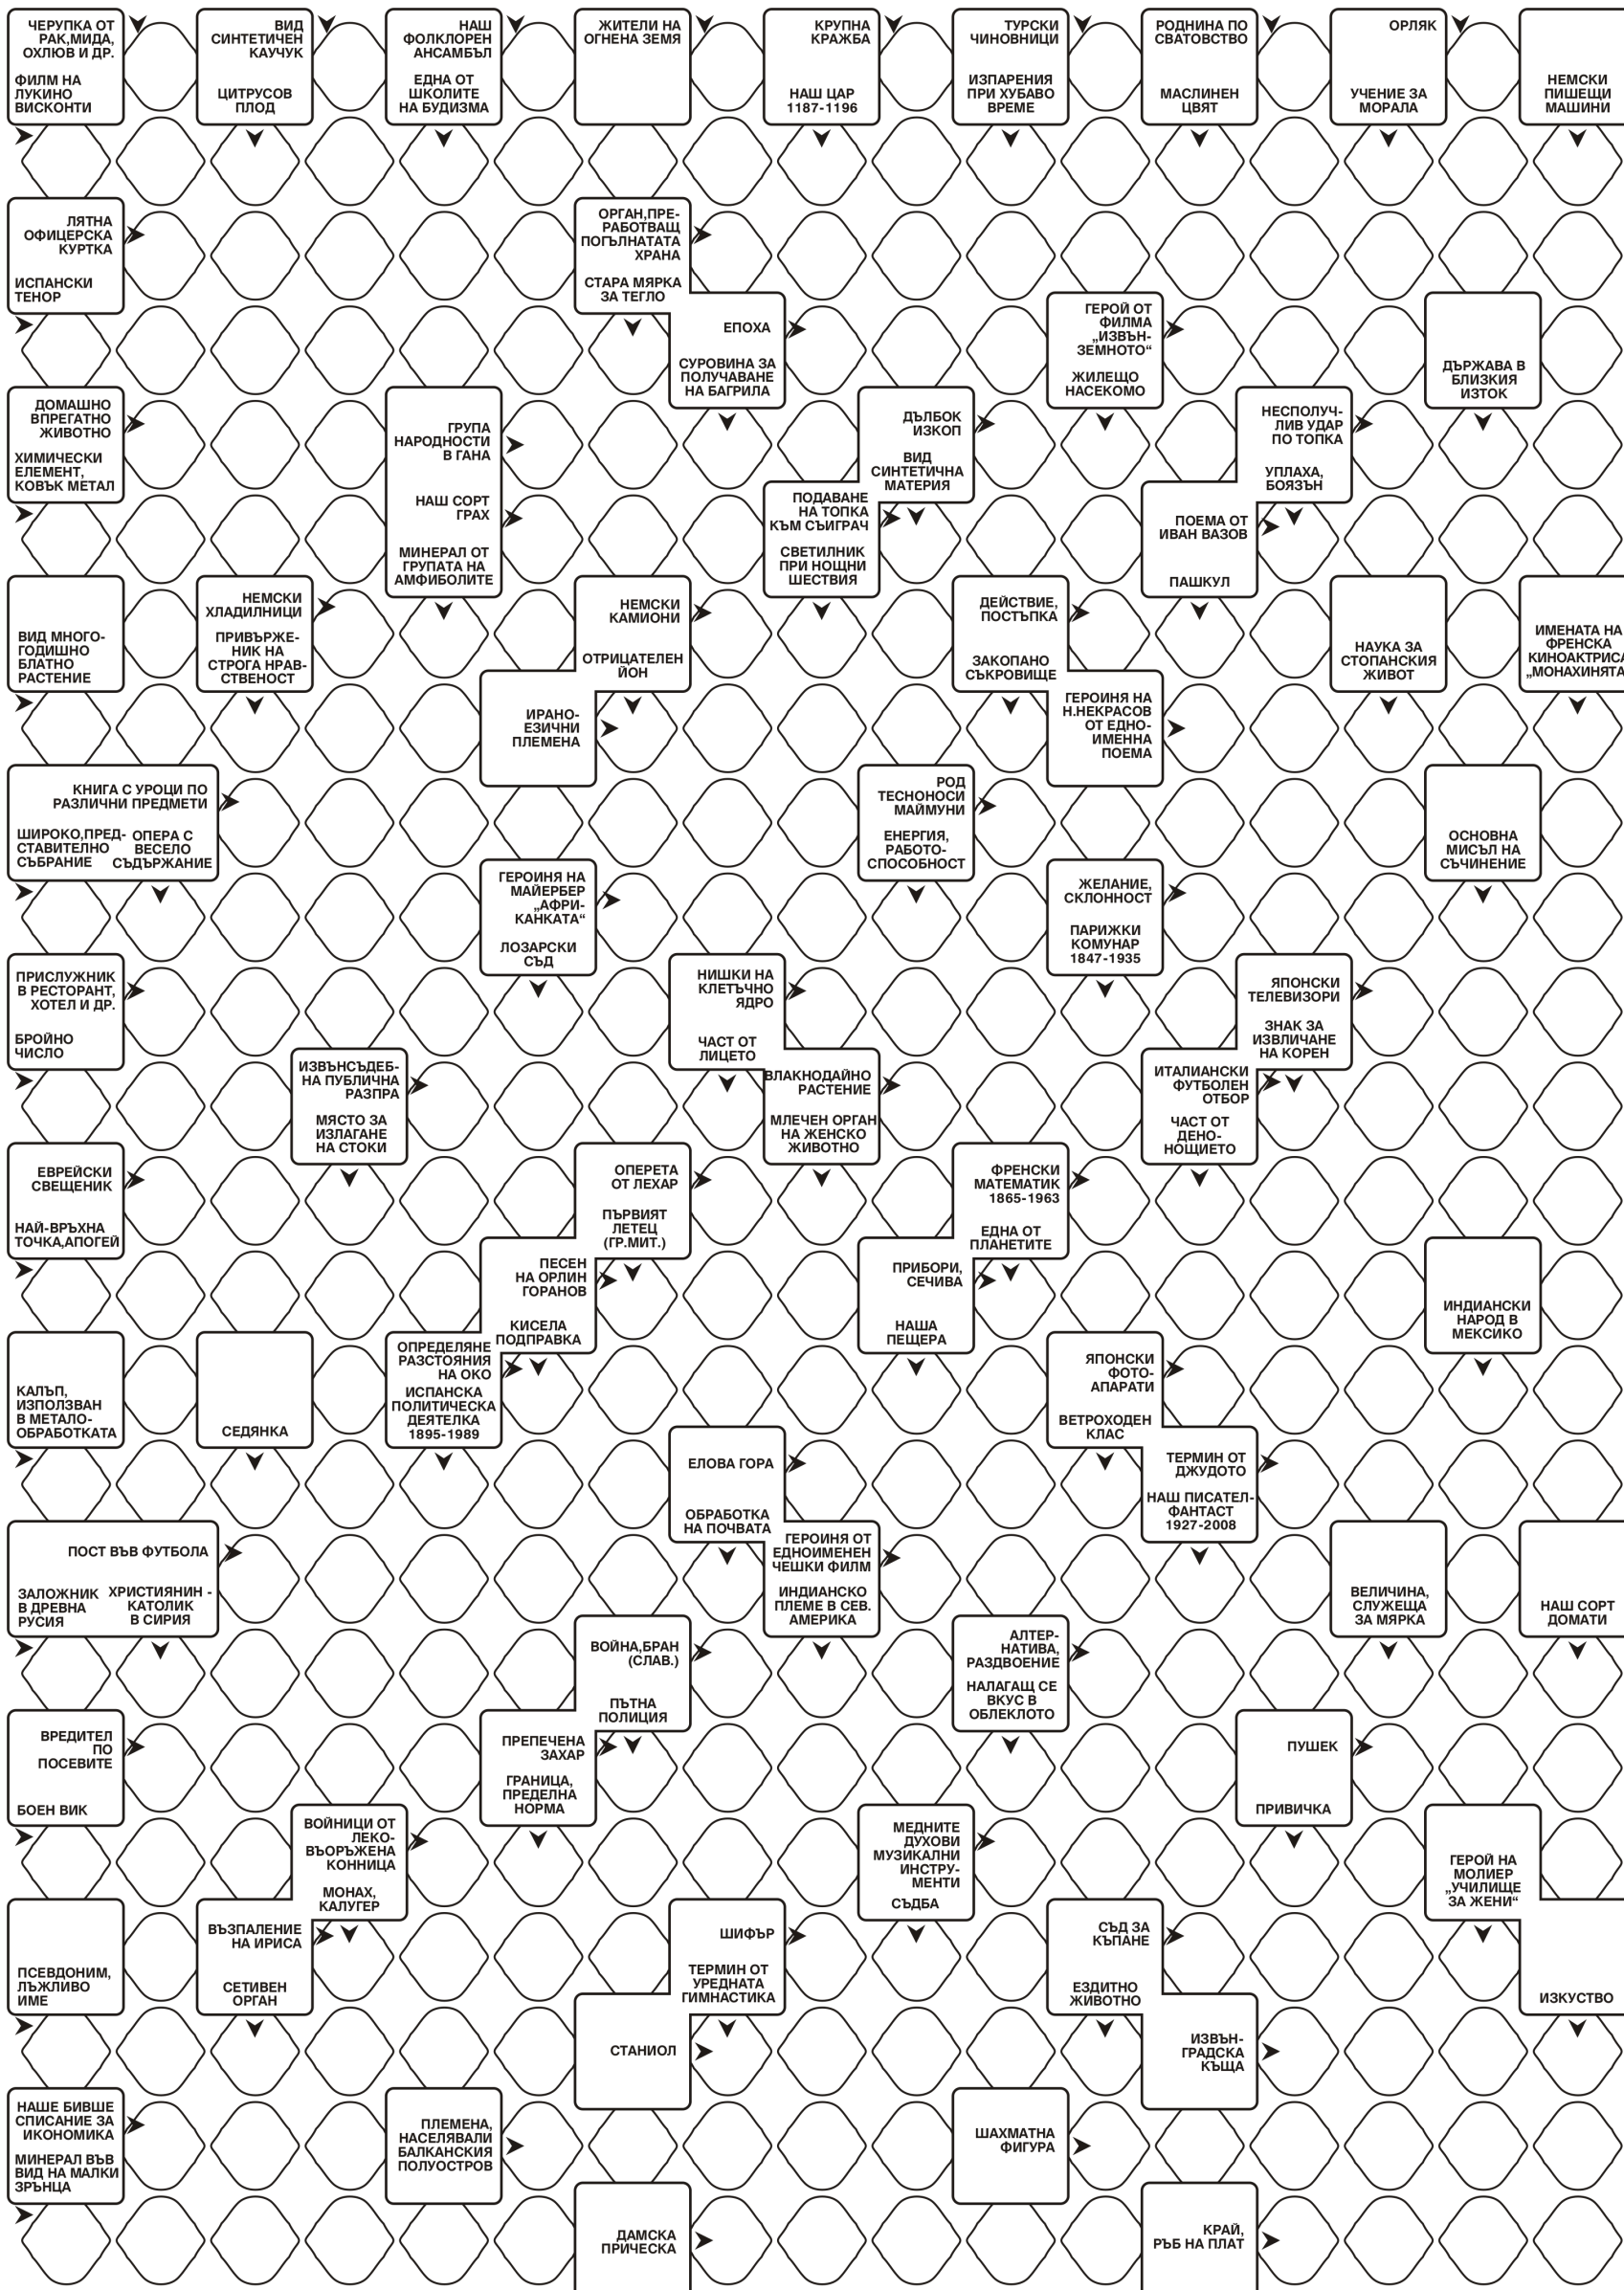 ЧЕРУПКА ОТ
РАК,МИДА,
ОХЛЮВ И ДР.
ФИЛМ НА
ЛУКИНО
ВИСКОНТИ
ВИД
СИНТЕТИЧЕН
КАУЧУК
ЦИТРУСОВ
ПЛОД
НАШ
ФОЛКЛОРЕН
АНСАМБЪЛ
ЕДНА ОТ
ШКОЛИТЕ
НА БУДИЗМА
ЖИТЕЛИ НА
ОГНЕНА ЗЕМЯ
КРУПНА
КРАЖБА
НАШ ЦАР
1187-1196
ТУРСКИ
ЧИНОВНИЦИ
ИЗПАРЕНИЯ
ПРИ ХУБАВО
ВРЕМЕ
РОДНИНА ПО
СВАТОВСТВО
МАСЛИНЕН
ЦВЯТ
ОРЛЯК
УЧЕНИЕ ЗА
МОРАЛА
НЕМСКИ
ПИШЕЩИ
МАШИНИ
ЛЯТНА
ОФИЦЕРСКА
КУРТКА
ИСПАНСКИ
ТЕНОР
ОРГАН,ПРЕ-
РАБОТВАЩ
ПОГЪЛНАТАТА
ХРАНА
СТАРА МЯРКА
ЗА ТЕГЛО
ЕПОХА
СУРОВИНА ЗА
ПОЛУЧАВАНЕ
НА БАГРИЛА
ГЕРОЙ ОТ
ФИЛМА
„ИЗВЪН-
ЗЕМНОТО“
ЖИЛЕЩО
НАСЕКОМО
ДЪРЖАВА В
БЛИЗКИЯ
ИЗТОК
ДОМАШНО
ВПРЕГАТНО
ЖИВОТНО
ХИМИЧЕСКИ
ЕЛЕМЕНТ,
КОВЪК МЕТАЛ
ГРУПА
НАРОДНОСТИ
В ГАНА
НАШ СОРТ
ГРАХ
МИНЕРАЛ ОТ
ГРУПАТА НА
АМФИБОЛИТЕ
ДЪЛБОК
ИЗКОП
ВИД
СИНТЕТИЧНА
МАТЕРИЯ
НЕСПОЛУЧ-
ЛИВ УДАР
ПО ТОПКА
УПЛАХА,
БОЯЗЪН
ПОДАВАНЕ
НА ТОПКА
КЪМ СЪИГРАЧ
СВЕТИЛНИК
ПРИ НОЩНИ
ШЕСТВИЯ
ПОЕМА ОТ
ИВАН ВАЗОВ
ПАШКУЛ
ВИД МНОГО-
ГОДИШНО
БЛАТНО
РАСТЕНИЕ
НЕМСКИ
ХЛАДИЛНИЦИ
ПРИВЪРЖЕ-
НИК НА
СТРОГА НРАВ-
СТВЕНОСТ
НЕМСКИ
КАМИОНИ
ОТРИЦАТЕЛЕН
ЙОН
ДЕЙСТВИЕ,
ПОСТЪПКА
ЗАКОПАНО
СЪКРОВИЩЕ
НАУКА ЗА
СТОПАНСКИЯ
ЖИВОТ
ИМЕНАТА НА
ФРЕНСКА
КИНОАКТРИСА
„МОНАХИНЯТА
ИРАНО-
ЕЗИЧНИ
ПЛЕМЕНА
ГЕРОИНЯ НА
Н.НЕКРАСОВ
ОТ ЕДНО-
ИМЕННА
ПОЕМА
КНИГА С УРОЦИ ПО
РАЗЛИЧНИ ПРЕДМЕТИ
ШИРОКО,ПРЕД-
СТАВИТЕЛНО
СЪБРАНИЕ
ОПЕРА С
ВЕСЕЛО
СЪДЪРЖАНИЕ
РОД
ТЕСНОНОСИ
МАЙМУНИ
ЕНЕРГИЯ,
РАБОТО-
СПОСОБНОСТ
ОСНОВНА
МИСЪЛ НА
СЪЧИНЕНИЕ
ГЕРОИНЯ НА
МАЙЕРБЕР
„АФРИ-
КАНКАТА“
ЛОЗАРСКИ
СЪД
ЖЕЛАНИЕ,
СКЛОННОСТ
ПАРИЖКИ
КОМУНАР
1847-1935
ПРИСЛУЖНИК
В РЕСТОРАНТ,
ХОТЕЛ И ДР.
БРОЙНО
ЧИСЛО
НИШКИ НА
КЛЕТЪЧНО
ЯДРО
ЧАСТ ОТ
ЛИЦЕТО
ЯПОНСКИ
ТЕЛЕВИЗОРИ
ЗНАК ЗА
ИЗВЛИЧАНЕ
НА КОРЕН
ИЗВЪНСЪДЕБ-
НА ПУБЛИЧНА
РАЗПРА
МЯСТО ЗА
ИЗЛАГАНЕ
НА СТОКИ
ВЛАКНОДАЙНО
РАСТЕНИЕ
МЛЕЧЕН ОРГАН
НА ЖЕНСКО
ЖИВОТНО
ИТАЛИАНСКИ
ФУТБОЛЕН
ОТБОР
ЧАСТ ОТ
ДЕНО-
НОЩИЕТО
ЕВРЕЙСКИ
СВЕЩЕНИК
НАЙ-ВРЪХНА
ТОЧКА,АПОГЕЙ
ОПЕРЕТА
ОТ ЛЕХАР
ПЪРВИЯТ
ЛЕТЕЦ
(ГР.МИТ.)
ФРЕНСКИ
МАТЕМАТИК
1865-1963
ЕДНА ОТ
ПЛАНЕТИТЕ
ПЕСЕН
НА ОРЛИН
ГОРАНОВ
КИСЕЛА
ПОДПРАВКА
ПРИБОРИ,
СЕЧИВА
НАША
ПЕЩЕРА
ИНДИАНСКИ
НАРОД В
МЕКСИКО
КАЛЪП,
ИЗПОЛЗВАН
В МЕТАЛО-
ОБРАБОТКАТА
СЕДЯНКА
ОПРЕДЕЛЯНЕ
РАЗСТОЯНИЯ
НА ОКО
ИСПАНСКА
ПОЛИТИЧЕСКА
ДЕЯТЕЛКА
1895-1989
ЯПОНСКИ
ФОТО-
АПАРАТИ
ВЕТРОХОДЕН
КЛАС
ЕЛОВА ГОРА
ОБРАБОТКА
НА ПОЧВАТА
ТЕРМИН ОТ
ДЖУДОТО
НАШ ПИСАТЕЛ-
ФАНТАСТ
1927-2008
ПОСТ ВЪВ ФУТБОЛА
ЗАЛОЖНИК
В ДРЕВНА
РУСИЯ
ХРИСТИЯНИН -
КАТОЛИК
В СИРИЯ
ГЕРОИНЯ ОТ
ЕДНОИМЕНЕН
ЧЕШКИ ФИЛМ
ИНДИАНСКО
ПЛЕМЕ В СЕВ.
АМЕРИКА
ВЕЛИЧИНА,
СЛУЖЕЩА
ЗА МЯРКА
НАШ СОРТ
ДОМАТИ
ВОЙНА,БРАН
(СЛАВ.)
ПЪТНА
ПОЛИЦИЯ
АЛТЕР-
НАТИВА,
РАЗДВОЕНИЕ
НАЛАГАЩ СЕ
ВКУС В
ОБЛЕКЛОТО
ВРЕДИТЕЛ
ПО
ПОСЕВИТЕ
БОЕН ВИК
ПРЕПЕЧЕНА
ЗАХАР
ГРАНИЦА,
ПРЕДЕЛНА
НОРМА
ПУШЕК
ПРИВИЧКА
ВОЙНИЦИ ОТ
ЛЕКО-
ВЪОРЪЖЕНА
КОННИЦА
МОНАХ,
КАЛУГЕР
МЕДНИТЕ
ДУХОВИ
МУЗИКАЛНИ
ИНСТРУ-
МЕНТИ
СЪДБА
ГЕРОЙ НА
МОЛИЕР
„УЧИЛИЩЕ
ЗА ЖЕНИ“
ПСЕВДОНИМ,
ЛЪЖЛИВО
ИМЕ
ВЪЗПАЛЕНИЕ
НА ИРИСА
СЕТИВЕН
ОРГАН
ШИФЪР
ТЕРМИН ОТ
УРЕДНАТА
ГИМНАСТИКА
СЪД ЗА
КЪПАНЕ
ЕЗДИТНО
ЖИВОТНО
ИЗКУСТВО
СТАНИОЛ
ИЗВЪН-
ГРАДСКА
КЪЩА
НАШЕ БИВШЕ
СПИСАНИЕ ЗА
ИКОНОМИКА
МИНЕРАЛ ВЪВ
ВИД НА МАЛКИ
ЗРЪНЦА
ПЛЕМЕНА,
НАСЕЛЯВАЛИ
БАЛКАНСКИЯ
ПОЛУОСТРОВ
ШАХМАТНА
ФИГУРА
ДАМСКА
ПРИЧЕСКА
КРАЙ,
РЪБ НА ПЛАТ